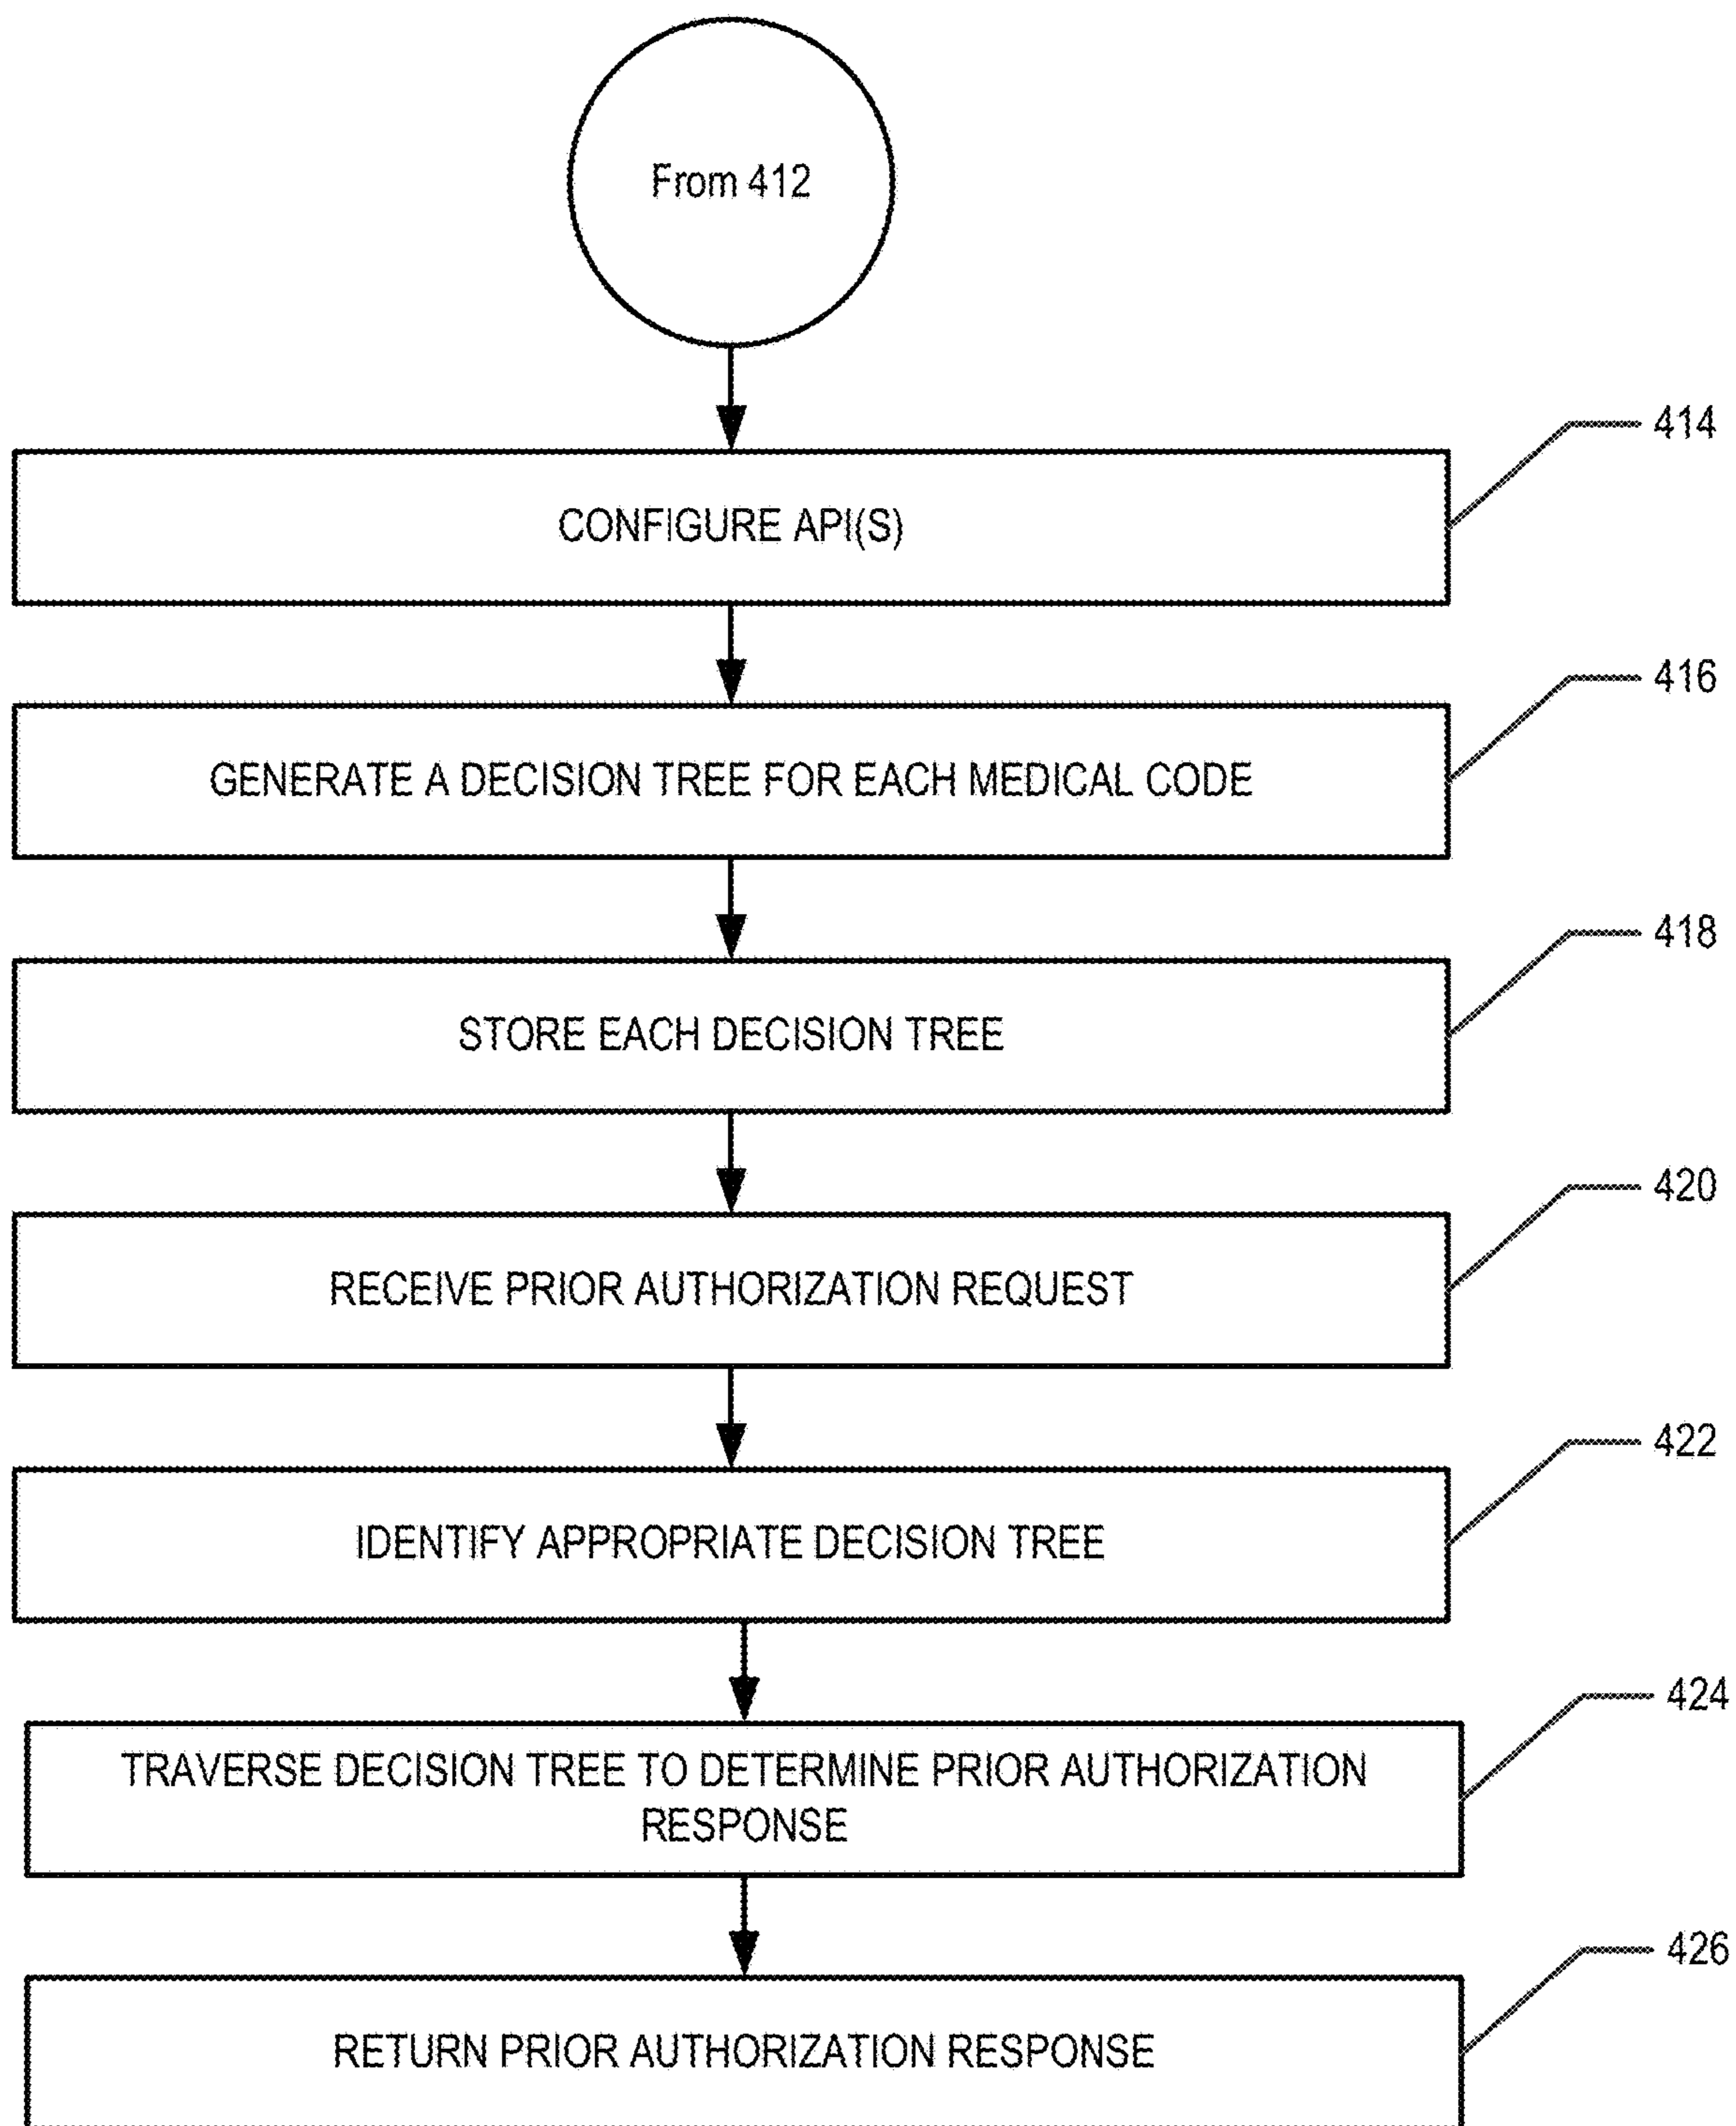 From 412
414
CONFIGURE API(S)
416
GENERATE A DECISION TREE FOR EACH MEDICAL CODE
418
STORE EACH DECISION TREE
420
RECEIVE PRIOR AUTHORIZATION REQUEST
422
IDENTIFY APPROPRIATE DECISION TREE
424
TRAVERSE DECISION TREE TO DETERMINE PRIOR AUTHORIZATION
RESPONSE
426
RETURN PRIOR AUTHORIZATION RESPONSE